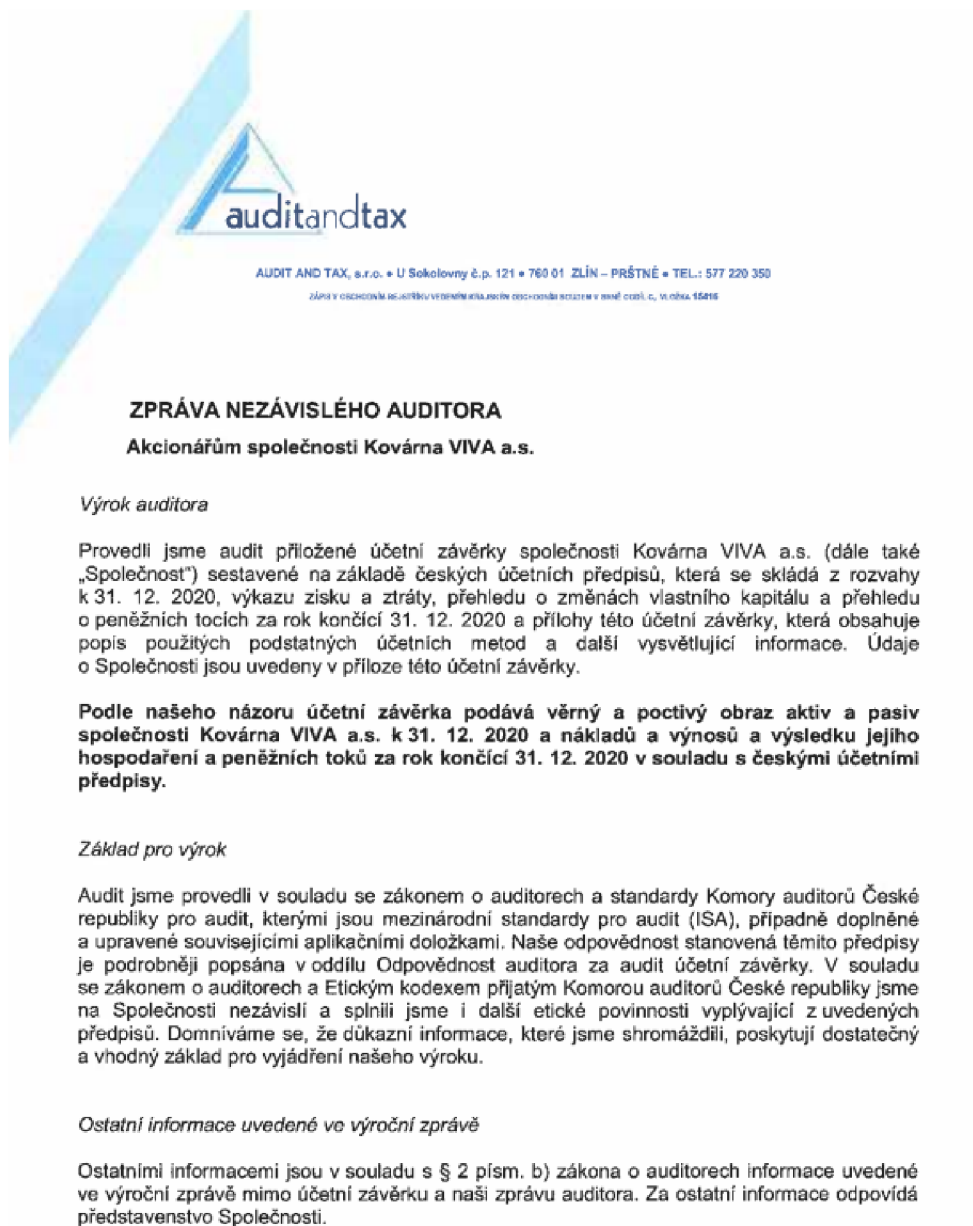 auditandtax
AUDIT AND TAX, s.r.o. • U Sokolovny č.p. 121 • 760 01 ZLÍN – PRŠTNÉ • TEL.: 577 220 350
ZÁPIS V OBCHODNÍM REJSTŘÍKU VEDENÝM KRAJSKÝM OBCHODNÍM SOUDEM V BRNĚ ODDÍL C., VLOŽKA 15416
ZPRÁVA NEZÁVISLÉHO AUDITORA
Akcionářům společnosti Kovárna VIVA a.s.
Výrok auditora
Provedli jsme audit přiložené účetní závěrky společnosti Kovárna VIVA a.s. (dále také
„Společnost") sestavené na základě českých účetních předpisů, která se skládá z rozvahy
k 31. 12. 2020, výkazu zisku a ztráty, přehledu o změnách vlastního kapitálu a přehledu
o peněžních tocích za rok končící 31. 12. 2020 a přílohy této účetní závěrky, která obsahuje
popis použitých podstatných účetních metod a další vysvětlující informace. Údaje
o Společnosti jsou uvedeny v příloze této účetní závěrky.
Podle našeho názoru účetní závěrka podává věrný a poctivý obraz aktiv a pasiv
společnosti Kovárna VIVA a.s. k 31. 12. 2020 a nákladů a výnosů a výsledku jejího
hospodaření a peněžních toků za rok končící 31. 12. 2020 v souladu s českými účetními
předpisy.
Základ pro výrok
Audit jsme provedli v souladu se zákonem o auditorech a standardy Komory auditorů České
republiky pro audit, kterými jsou mezinárodní standardy pro audit (ISA), případně doplněné
a upravené souvisejícími aplikačními doložkami. Naše odpovědnost stanovená těmito předpisy
je podrobněji popsána v oddílu Odpovědnost auditora za audit účetní závěrky. V souladu
se zákonem o auditorech a Etickým kodexem přijatým Komorou auditorů České republiky jsme
na Společnosti nezávislí a splnili jsme i další etické povinnosti vyplývající z uvedených
předpisů. Domníváme se, že důkazní informace, které jsme shromáždili, poskytují dostatečný
a vhodný základ pro vyjádření našeho výroku.
Ostatní informace uvedené ve výroční zprávě
Ostatními informacemi jsou v souladu s § 2 písm. b) zákona o auditorech informace uvedené
ve výroční zprávě mimo účetní závěrku a naši zprávu auditora. Za ostatní informace odpovídá
představenstvo Společnosti.